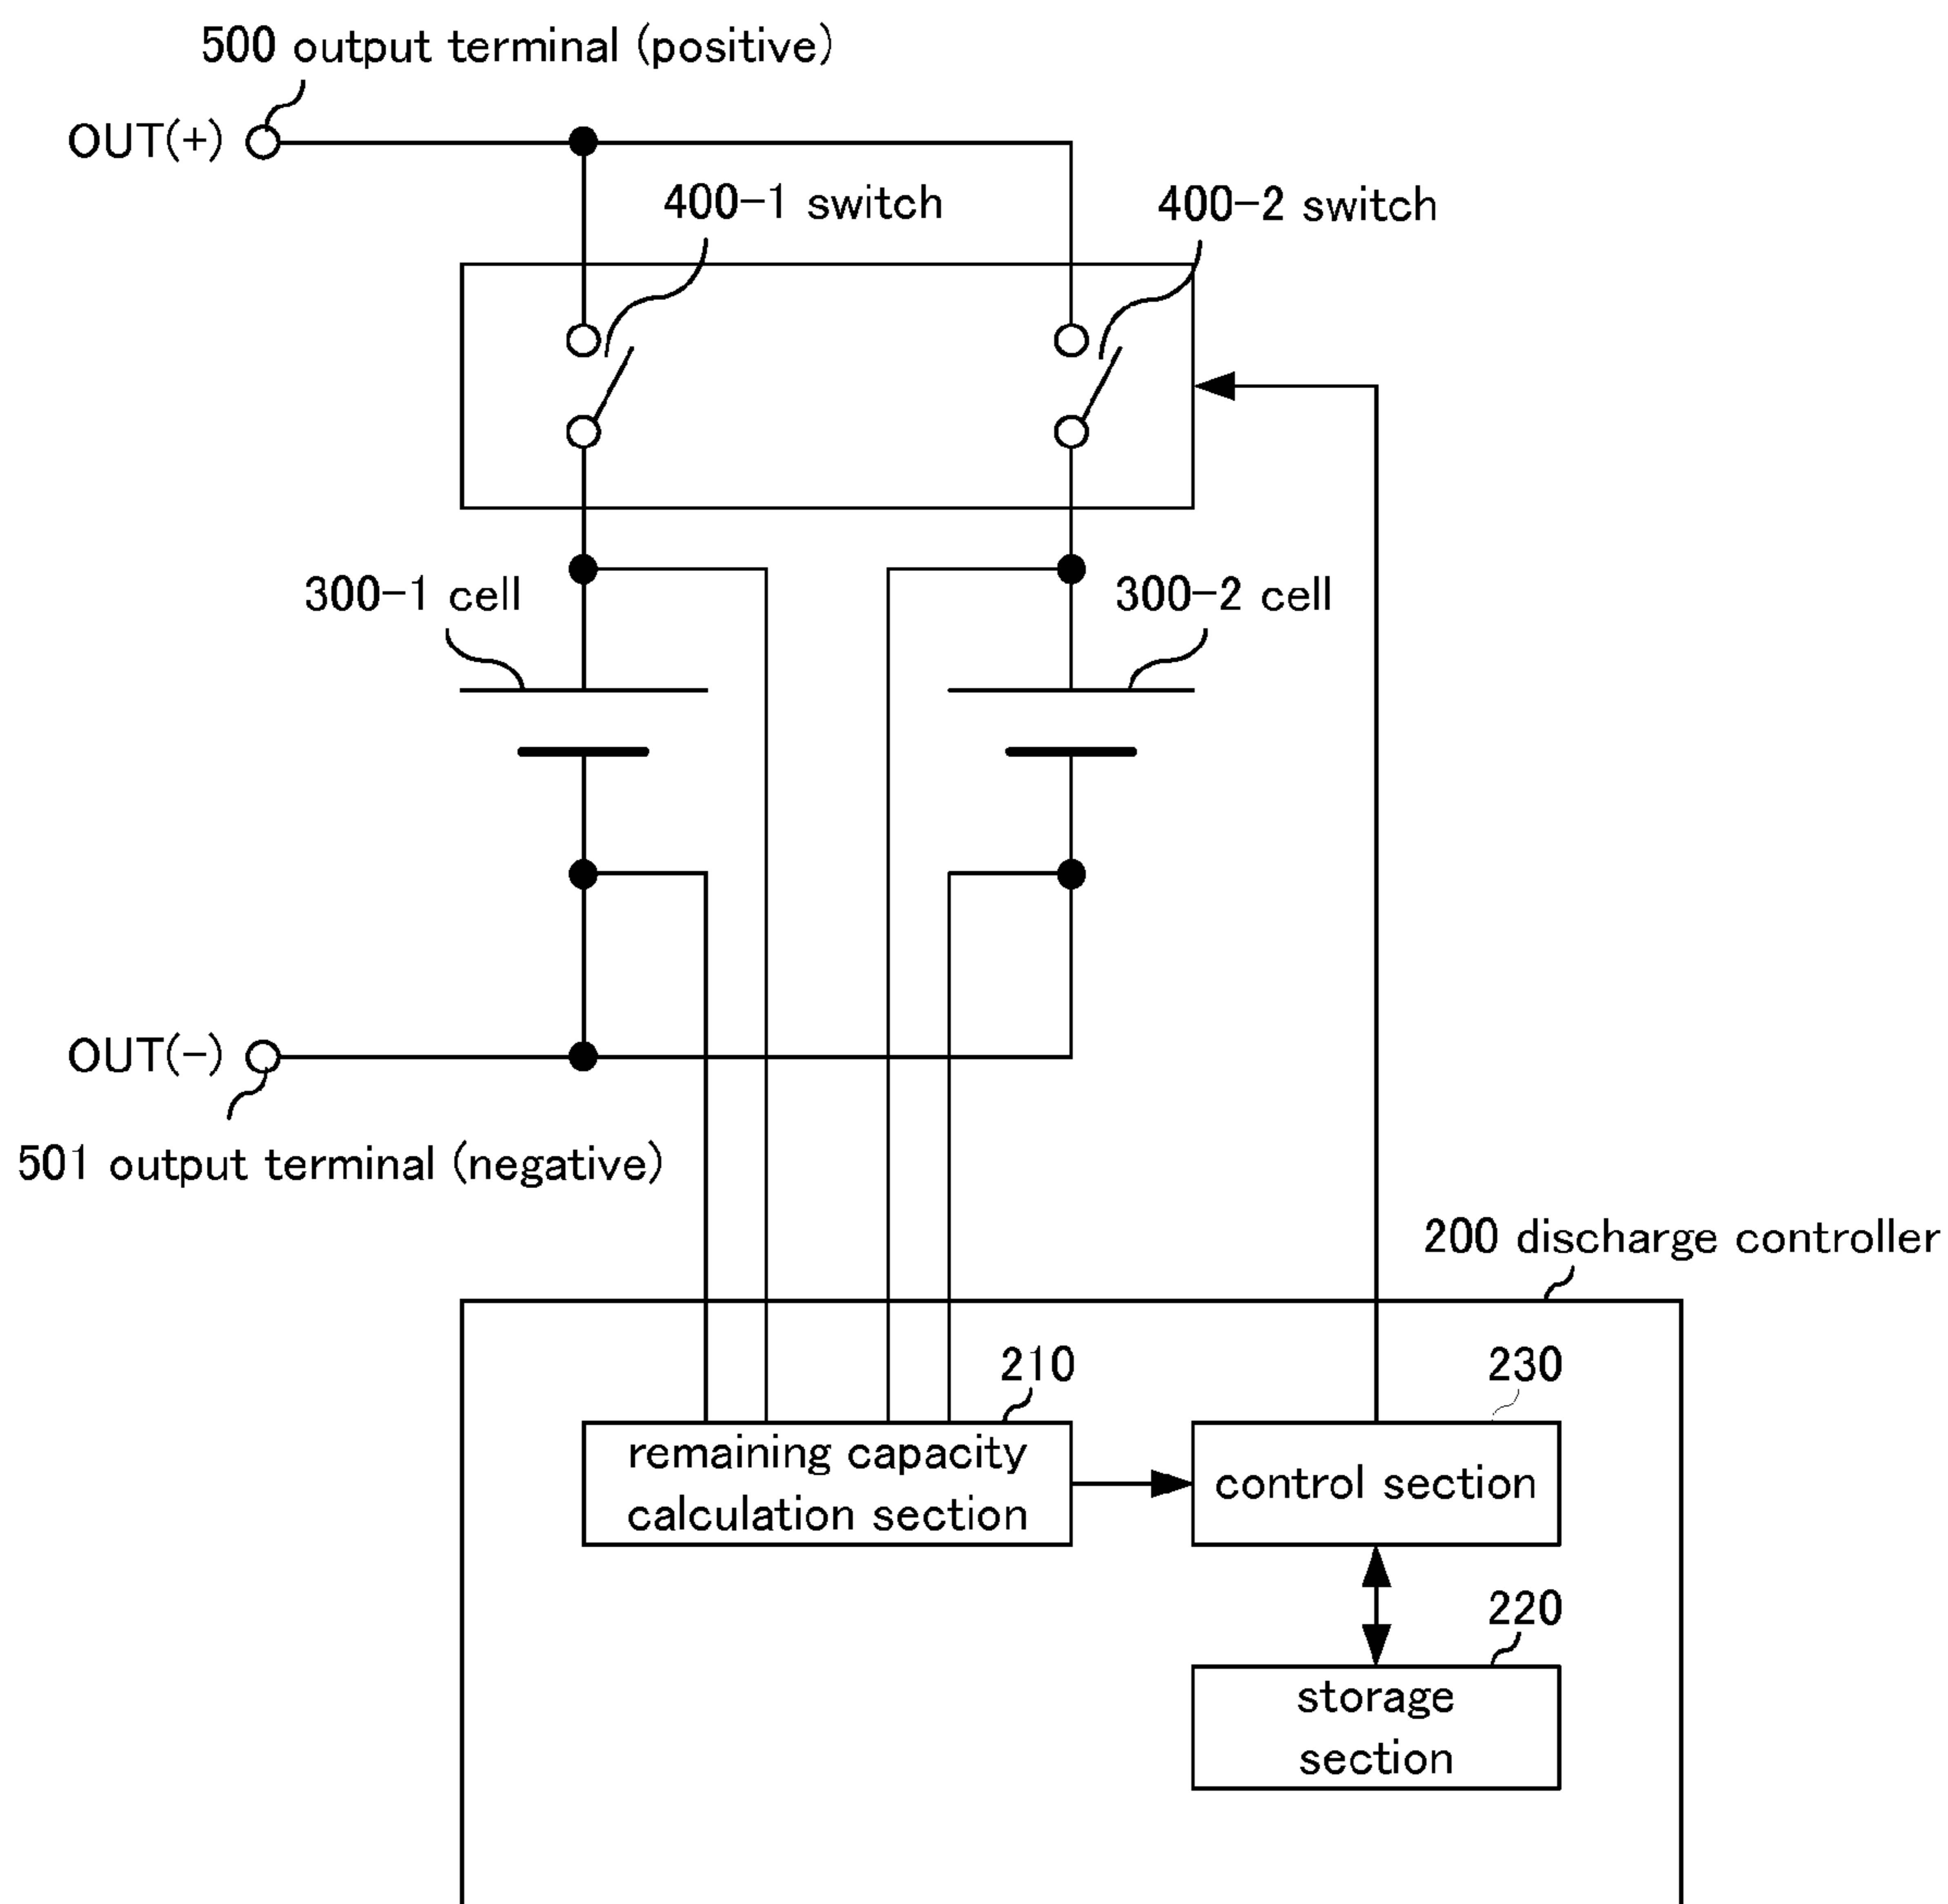 500 output terminal (positive)
OUT(+)
400-1 switch
400-2 switch
300-1 cell
300-2 cell
OUT(-)
501 output terminal (negative)
200 discharge controller
210
230
remaining capacity
calculation section
control section
220
storage
section